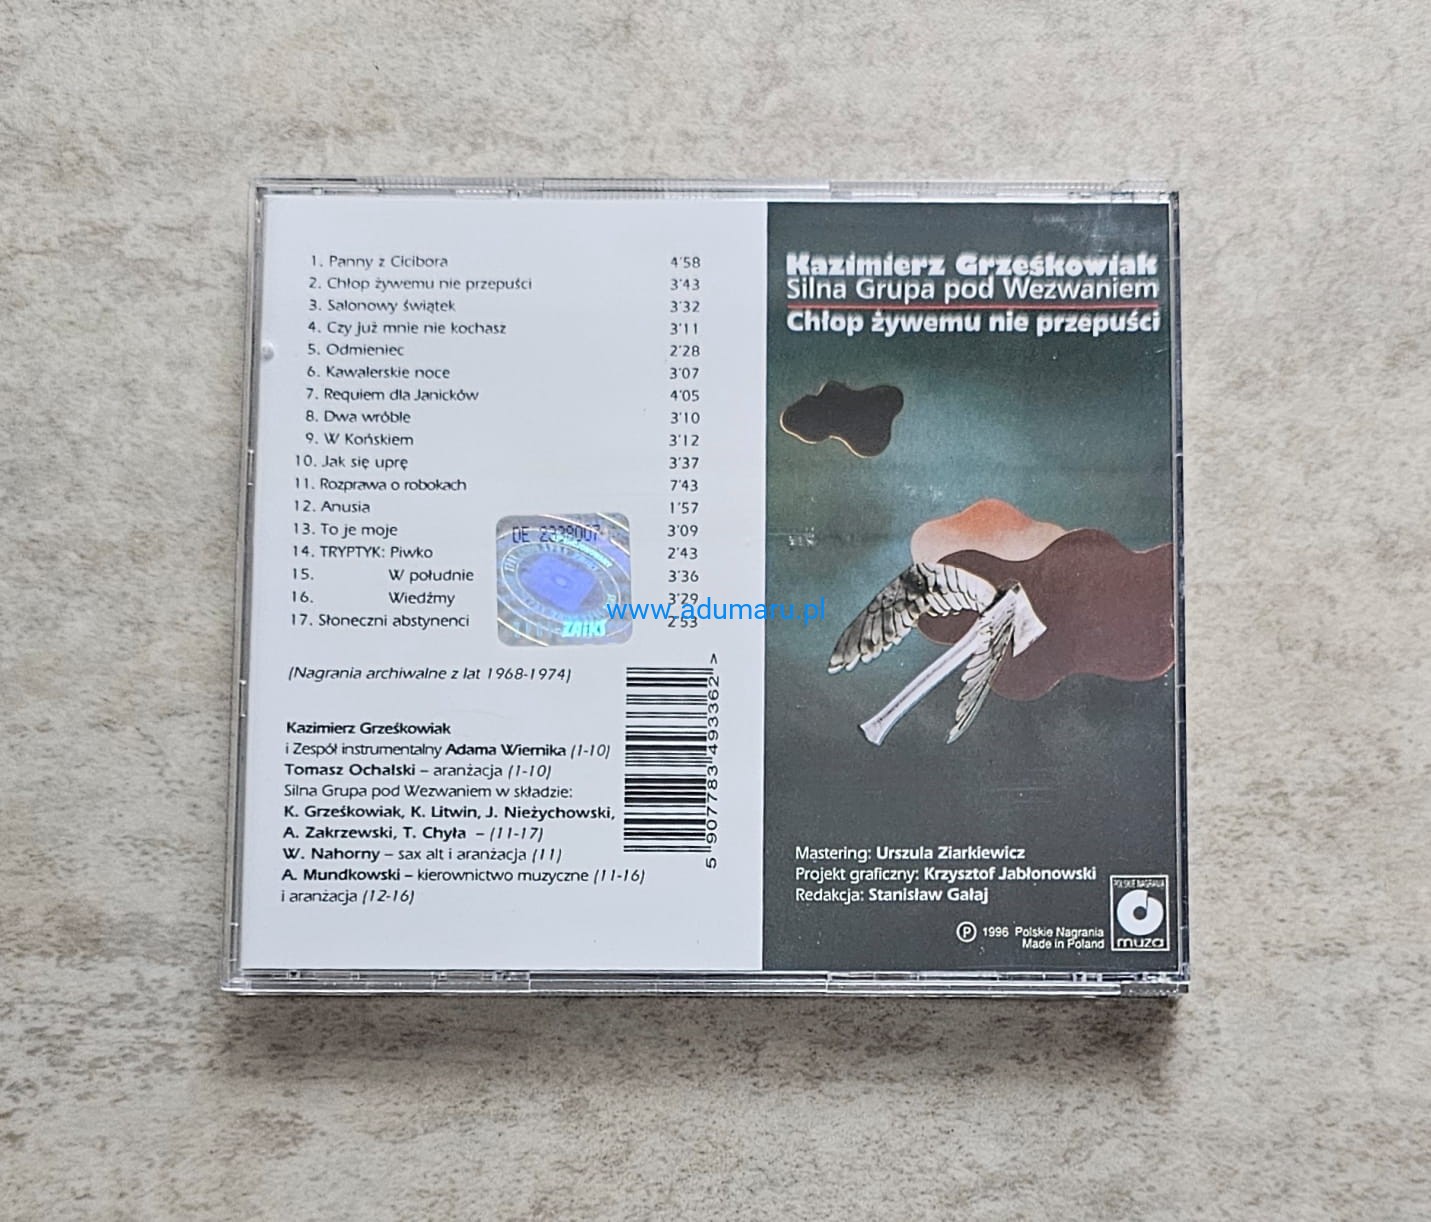 1. Panny z Cicibora 4'58
2. Chłop żywemu nie przepuści 3'43
3. Salonowy świątek 3'32
4. Czy już mnie nie kochasz 3'11
5. Odmieniec 2'28
6. Kawalerskie noce 3'07
7. Requiem dla Janicków 4'05
8. Dwa wróble 3'10
9. W Końskiem 3'12
10. Jak się uprę 3'37
11. Rozprawa o robokach 7'43
12. Anusia 1'57
13. To je moje 3'09
14. TRYPTYK: Piwko 2'43
15. W południe 3'36
16. Wiedźmy 3'29
17. Słoneczni abstynenci 2'53
DE 2339007
ZAiKS
www.adumaru.pl
(Nagrania archiwalne z lat 1968-1974)
Kazimierz Grześkowiak
i Zespół instrumentalny Adama Wiernika (1-10)
Tomasz Ochalski – aranżacja (1-10)
Silna Grupa pod Wezwaniem w składzie:
K. Grześkowiak, K. Litwin, J. Nieżychowski,
A. Zakrzewski, T. Chyła – (11-17)
W. Nahorny – sax alt i aranżacja (11)
A. Mundkowski – kierownictwo muzyczne (11-16)
i aranżacja (12-16)
5 907783 493362 >
Kazimierz Grześkowiak
Silna Grupa pod Wezwaniem
Chłop żywemu nie przepuści
Mastering: Urszula Ziarkiewicz
Projekt graficzny: Krzysztof Jabłonowski
Redakcja: Stanisław Gałaj
Ⓟ 1996 Polskie Nagrania
Made in Poland
POLSKIE NAGRANIA
muza